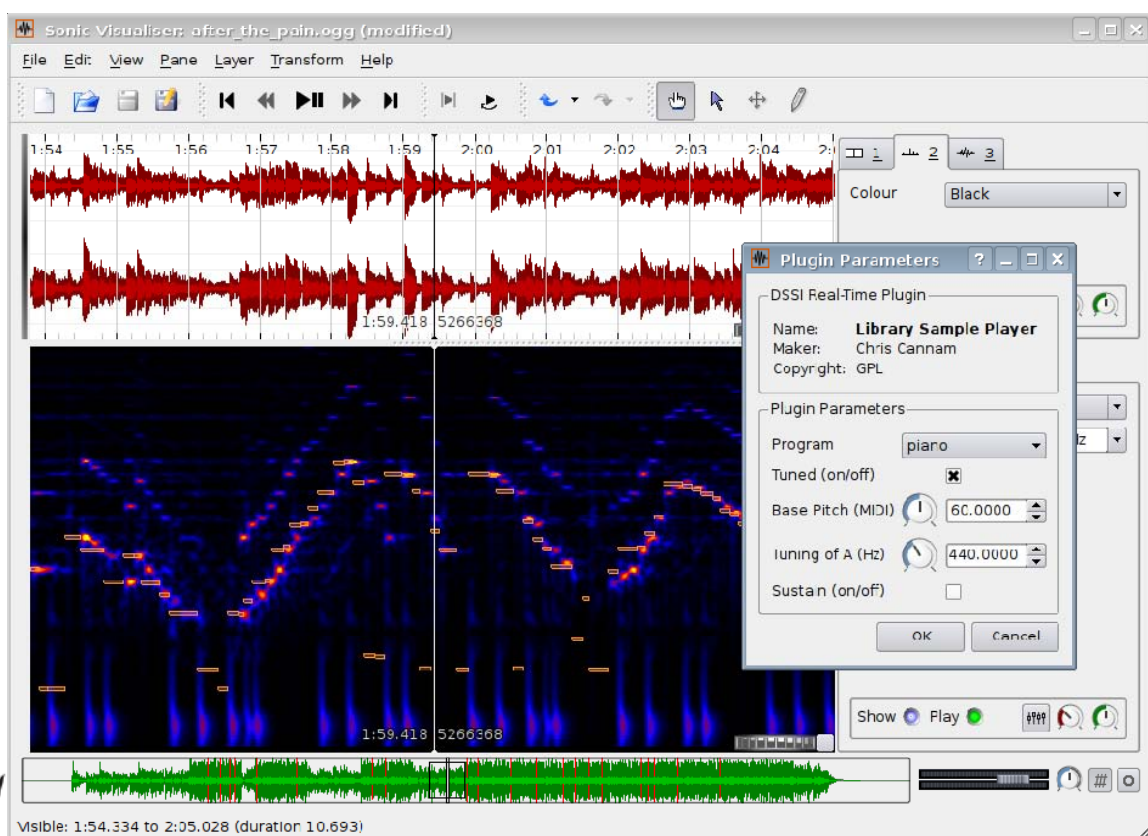 Sonic Visualiser: after_the_pain.ogg (modified)
File Edit View Pane Layer Transform Help
1:54 1:55 1:56 1:57 1:58 1:59 2:00 2:01 2:02 2:03 2:04
1:59.418 5266368
1 2 3
Colour Black
Plugin Parameters
DSSI Real-Time Plugin
Name: Library Sample Player
Maker: Chris Cannam
Copyright: GPL
Plugin Parameters
Program piano
Tuned (on/off)
Base Pitch (MIDI) 60.0000
Tuning of A (Hz) 440.0000
Sustain (on/off)
OK Cancel
1:59.418 5266368
Show Play
Visible: 1:54.334 to 2:05.028 (duration 10.693)